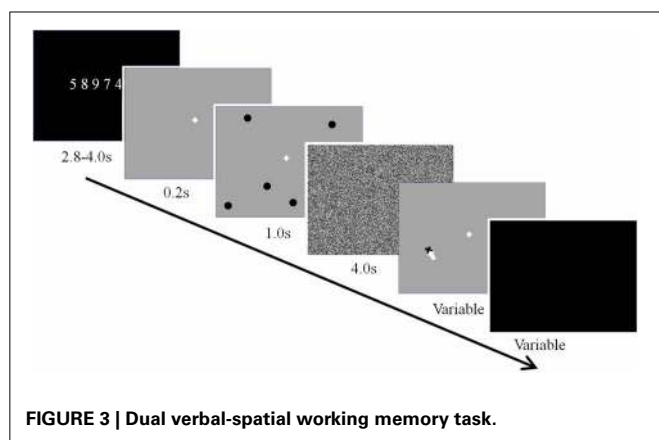 5 8 9 7 4
2.8-4.0s
0.2s
1.0s
4.0s
Variable
Variable
FIGURE 3 | Dual verbal-spatial working memory task.